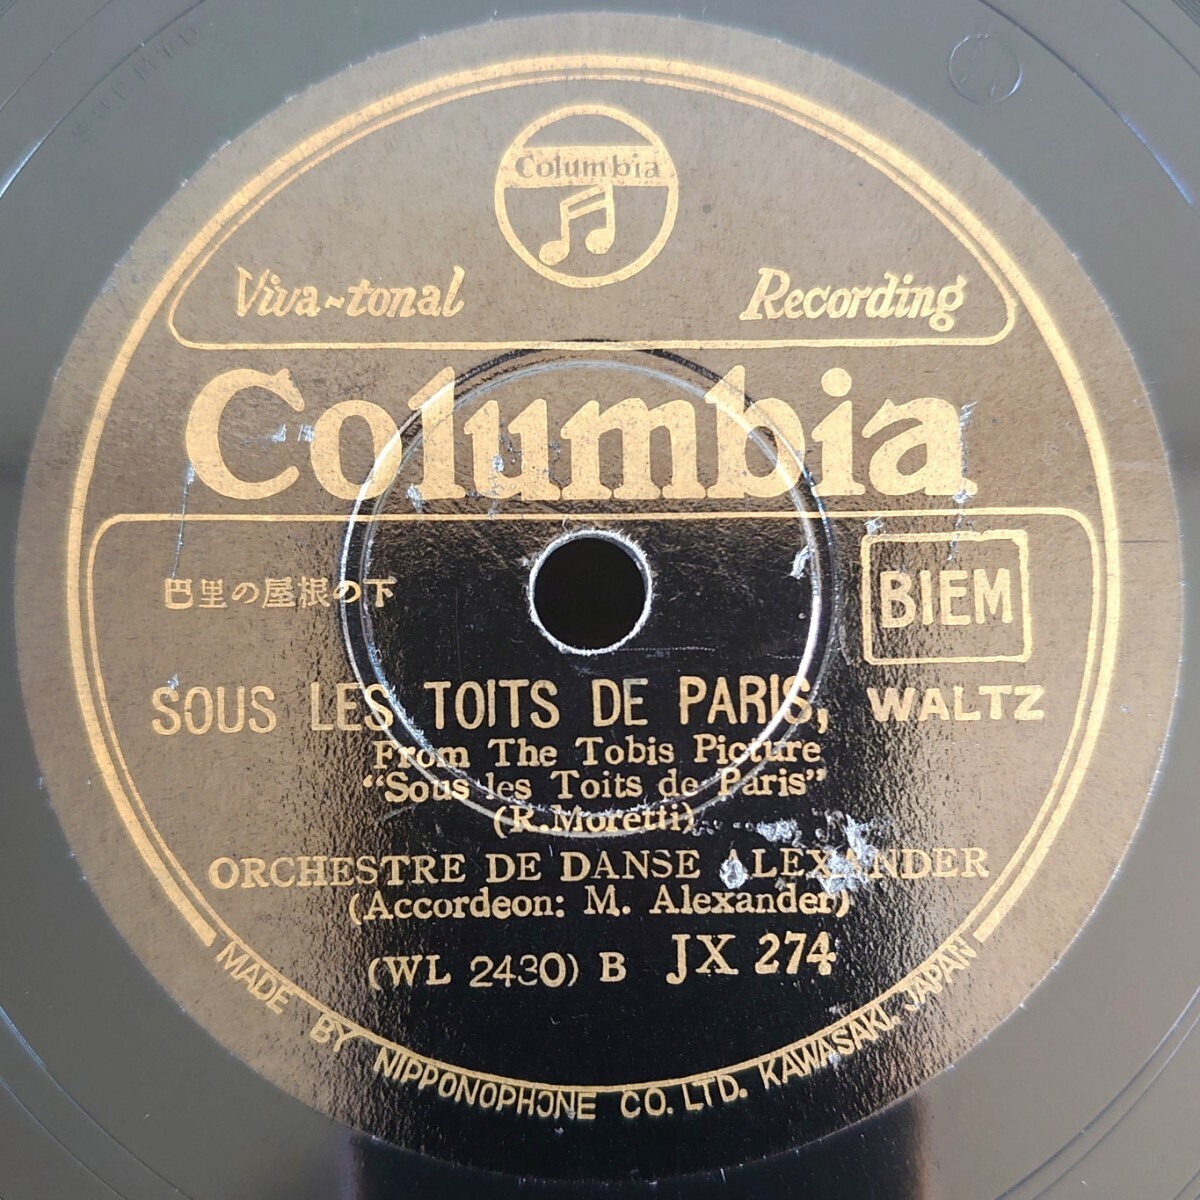 Columbia
Viva-tonal Recording
Columbia
巴里の屋根の下
BIEM
SOUS LES TOITS DE PARIS, WALTZ
From The Tobis Picture
“Sous les Toits de Paris”
(R.Moretti)
ORCHESTRE DE DANSE ALEXANDER
(Accordeon: M. Alexander)
(WL 2430) B JX 274
MADE BY NIPPONOPHONE CO. LTD. KAWASAKI, JAPAN